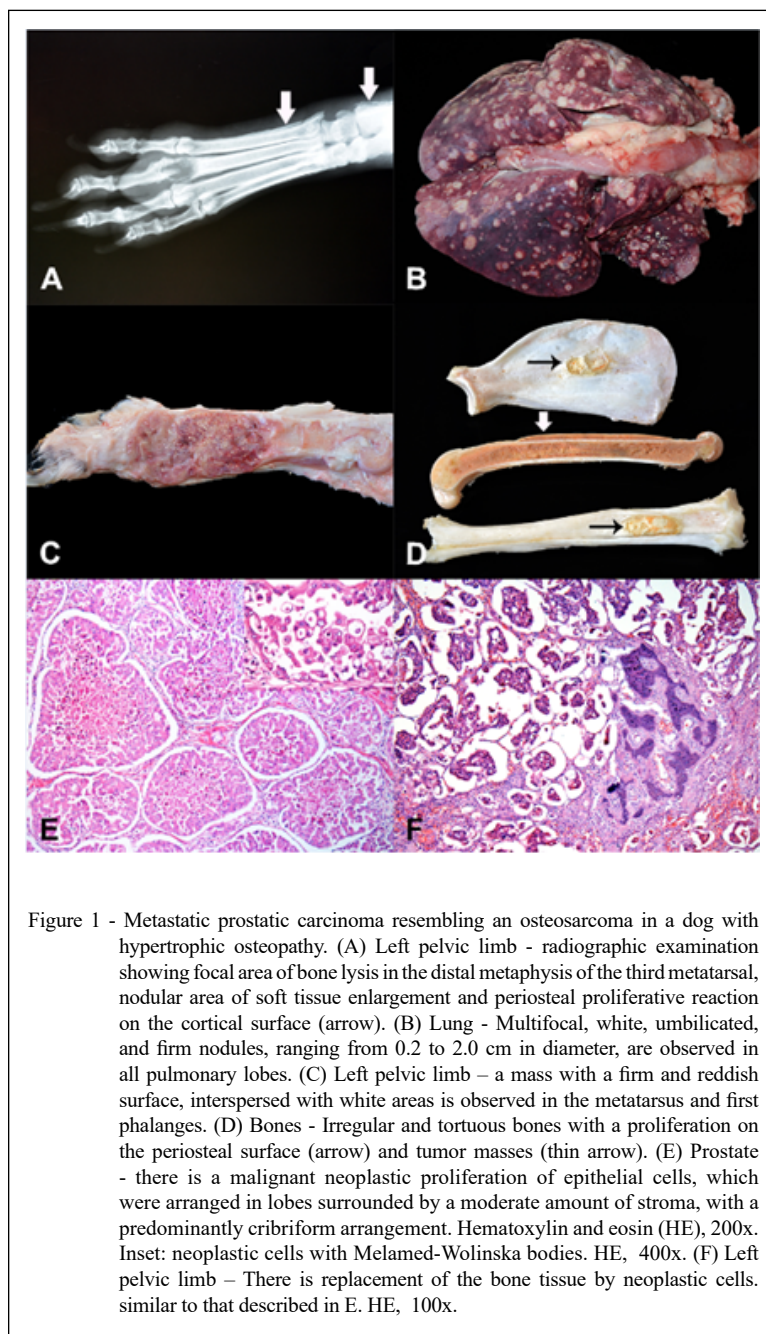 A
B
C
D
E
F
Figure 1 - Metastatic prostatic carcinoma resembling an osteosarcoma in a dog with
hypertrophic osteopathy. (A) Left pelvic limb - radiographic examination
showing focal area of bone lysis in the distal metaphysis of the third metatarsal,
nodular area of soft tissue enlargement and periosteal proliferative reaction
on the cortical surface (arrow). (B) Lung - Multifocal, white, umbilicated,
and firm nodules, ranging from 0.2 to 2.0 cm in diameter, are observed in
all pulmonary lobes. (C) Left pelvic limb – a mass with a firm and reddish
surface, interspersed with white areas is observed in the metatarsus and first
phalanges. (D) Bones - Irregular and tortuous bones with a proliferation on
the periosteal surface (arrow) and tumor masses (thin arrow). (E) Prostate
- there is a malignant neoplastic proliferation of epithelial cells, which
were arranged in lobes surrounded by a moderate amount of stroma, with a
predominantly cribriform arrangement. Hematoxylin and eosin (HE), 200x.
Inset: neoplastic cells with Melamed-Wolinska bodies. HE, 400x. (F) Left
pelvic limb – There is replacement of the bone tissue by neoplastic cells.
similar to that described in E. HE, 100x.